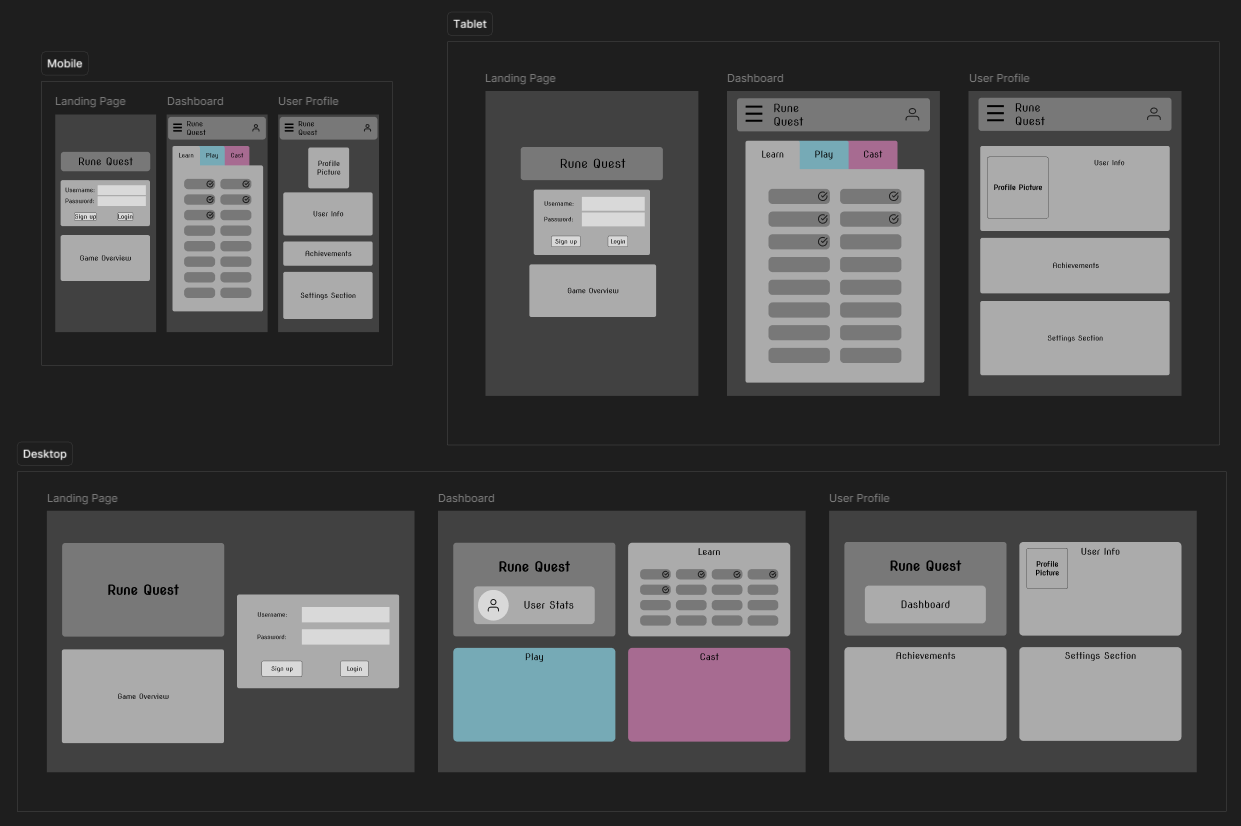 Mobile
Landing Page
Rune Quest
Username:
Password:
Sign up
Login
Game Overview
Dashboard
Rune
Quest
Learn
Play
Cast
User Profile
Rune
Quest
Profile
Picture
User Info
Achievements
Settings Section
Tablet
Landing Page
Rune Quest
Username:
Password:
Sign up
Login
Game Overview
Dashboard
Rune
Quest
Learn
Play
Cast
User Profile
Rune
Quest
Profile Picture
User Info
Achievements
Settings Section
Desktop
Landing Page
Rune Quest
Username:
Password:
Sign up
Login
Game Overview
Dashboard
Rune Quest
User Stats
Learn
Play
Cast
User Profile
Rune Quest
Dashboard
Profile
Picture
User Info
Achievements
Settings Section